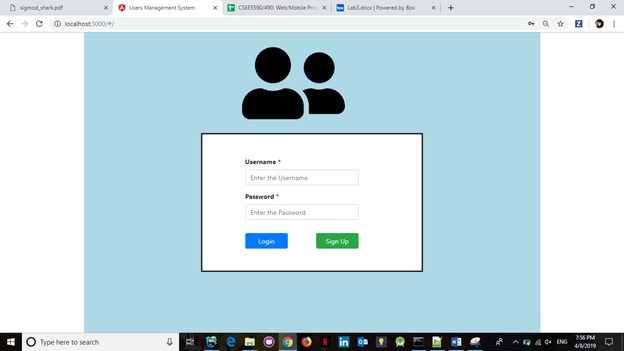 sigmod_shark.pdf
Users Management System
CSEE5590/490: Web/Mobile Prog
Lab3.docx | Powered by Box
localhost:3000/#/
Username *
Enter the Username
Password *
Enter the Password
Login
Sign Up
Type here to search
ENG
7:56 PM
4/8/2019